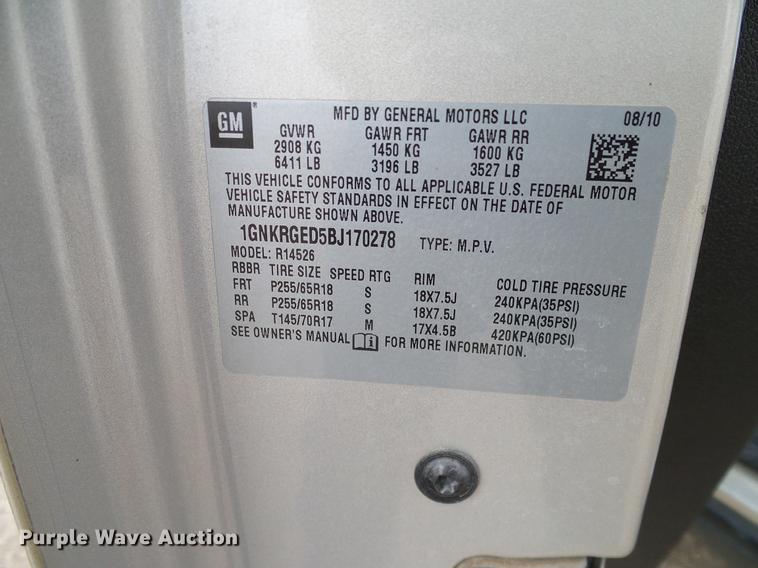 GM
MFD BY GENERAL MOTORS LLC 08/10
GVWR GAWR FRT GAWR RR
2908 KG 1450 KG 1600 KG
6411 LB 3196 LB 3527 LB
THIS VEHICLE CONFORMS TO ALL APPLICABLE U.S. FEDERAL MOTOR
VEHICLE SAFETY STANDARDS IN EFFECT ON THE DATE OF
MANUFACTURE SHOWN ABOVE.
1GNKRGED5BJ170278 TYPE: M.P.V.
MODEL: R14526
RBBR TIRE SIZE SPEED RTG RIM COLD TIRE PRESSURE
FRT P255/65R18 S 18X7.5J 240KPA(35PSI)
RR P255/65R18 S 18X7.5J 240KPA(35PSI)
SPA T145/70R17 M 17X4.5B 420KPA(60PSI)
SEE OWNER'S MANUAL i FOR MORE INFORMATION.
Purple Wave Auction